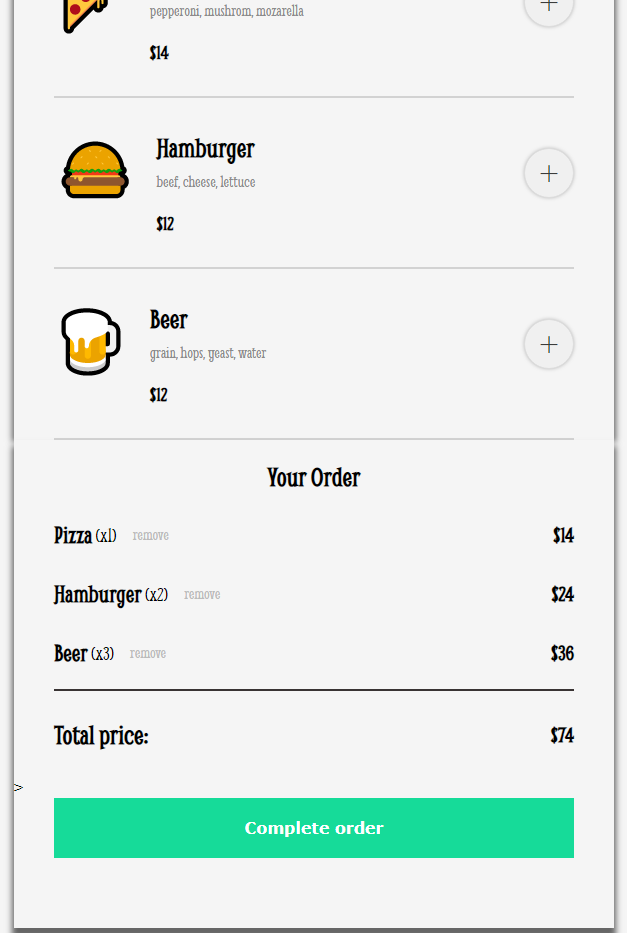 pepperoni, mushrom, mozarella
$14
Hamburger
beef, cheese, lettuce
$12
Beer
grain, hops, yeast, water
$12
Your Order
Pizza (x1) remove $14
Hamburger (x2) remove $24
Beer (x3) remove $36
Total price: $74
>
Complete order